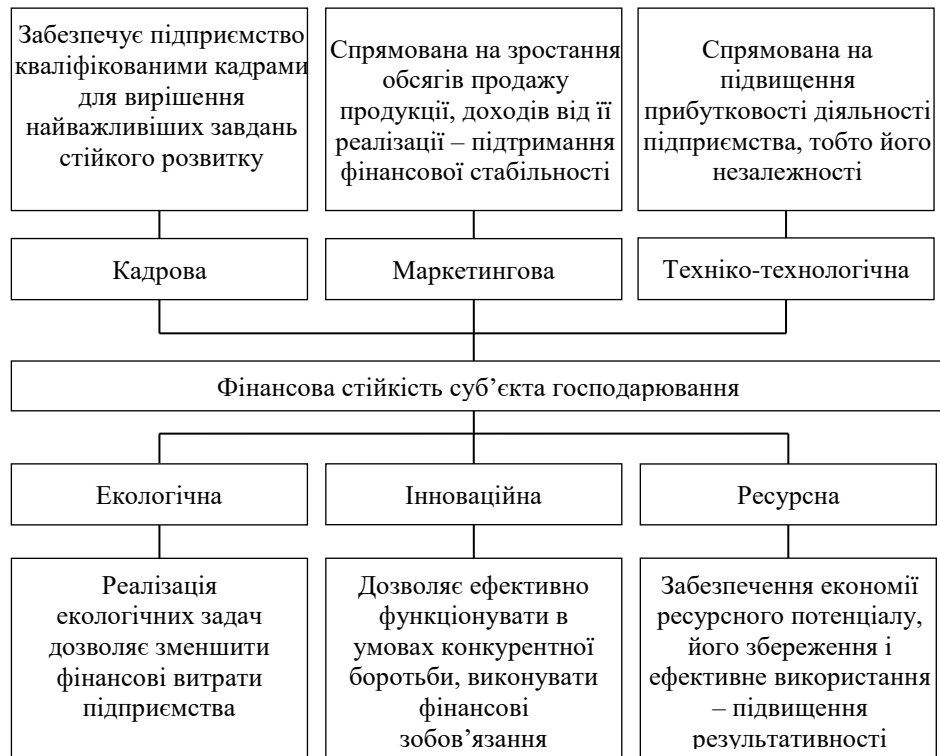 Забезпечує підприємство
кваліфікованими кадрами
для вирішення
найважливіших завдань
стійкого розвитку
Спрямована на зростання
обсягів продажу
продукції, доходів від її
реалізації – підтримання
фінансової стабільності
Спрямована на
підвищення
прибутковості діяльності
підприємства, тобто його
незалежності
Кадрова
Маркетингова
Техніко-технологічна
Фінансова стійкість суб’єкта господарювання
Екологічна
Інноваційна
Ресурсна
Реалізація
екологічних задач
дозволяє зменшити
фінансові витрати
підприємства
Дозволяє ефективно
функціонувати в
умовах конкурентної
боротьби, виконувати
фінансові
зобов’язання
Забезпечення економії
ресурсного потенціалу,
його збереження і
ефективне використання
– підвищення
результативності